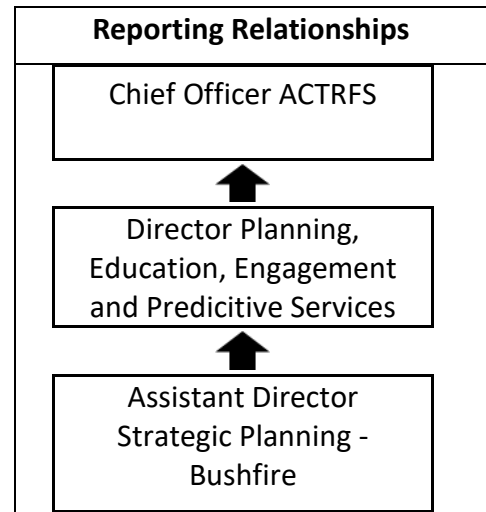 Reporting Relationships
Chief Officer ACTRFS
Director Planning,
Education, Engagement
and Predicitive Services
Assistant Director
Strategic Planning -
Bushfire